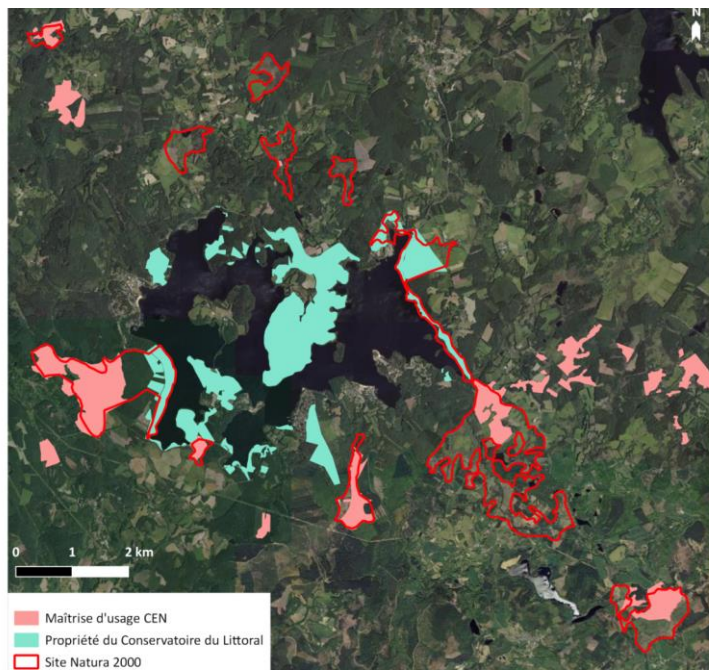 N
0 1 2 km
Maîtrise d'usage CEN
Propriété du Conservatoire du Littoral
Site Natura 2000